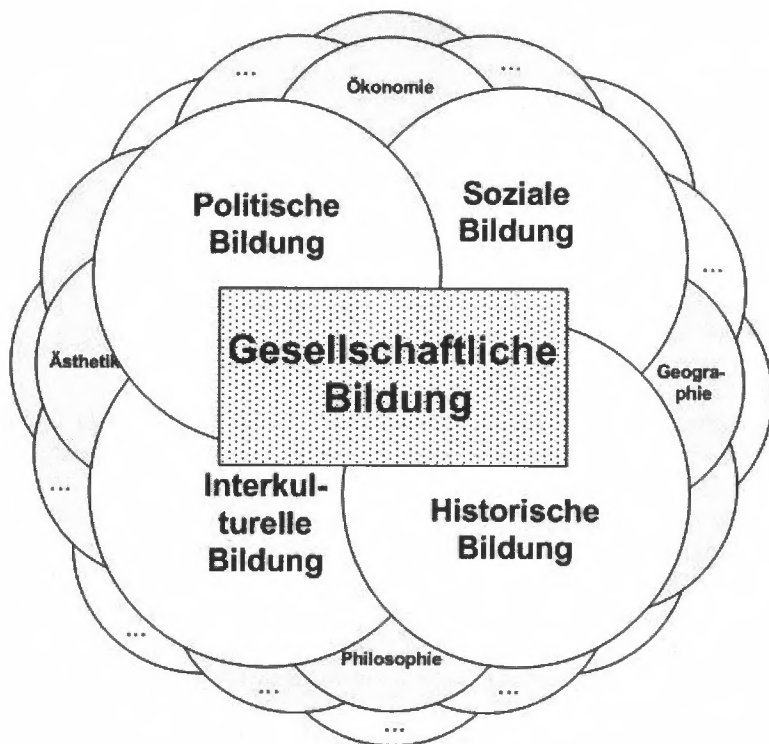 ...
Ökonomie
...
Politische
Bildung
Soziale
Bildung
...
Gesellschaftliche
Bildung
Ästhetik
Geogra-
phie
Interkul-
turelle
Bildung
...
Historische
Bildung
...
Philosophie
...
...
...